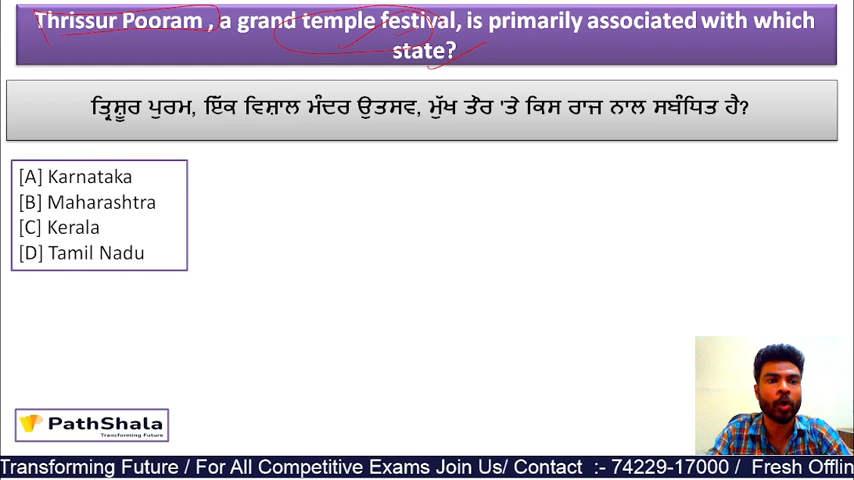 Thrissur Pooram , a grand temple festival, is primarily associated with which
state?
ਤ੍ਰਿਸ਼ੂਰ ਪੂਰਮ, ਇੱਕ ਵਿਸ਼ਾਲ ਮੰਦਰ ਉਤਸਵ, ਮੁੱਖ ਤੌਰ 'ਤੇ ਕਿਸ ਰਾਜ ਨਾਲ ਸਬੰਧਿਤ ਹੈ?
[A] Karnataka
[B] Maharashtra
[C] Kerala
[D] Tamil Nadu
PathShala
Transforming Future
Transforming Future / For All Competitive Exams Join Us/ Contact :- 74229-17000 / Fresh Offlin